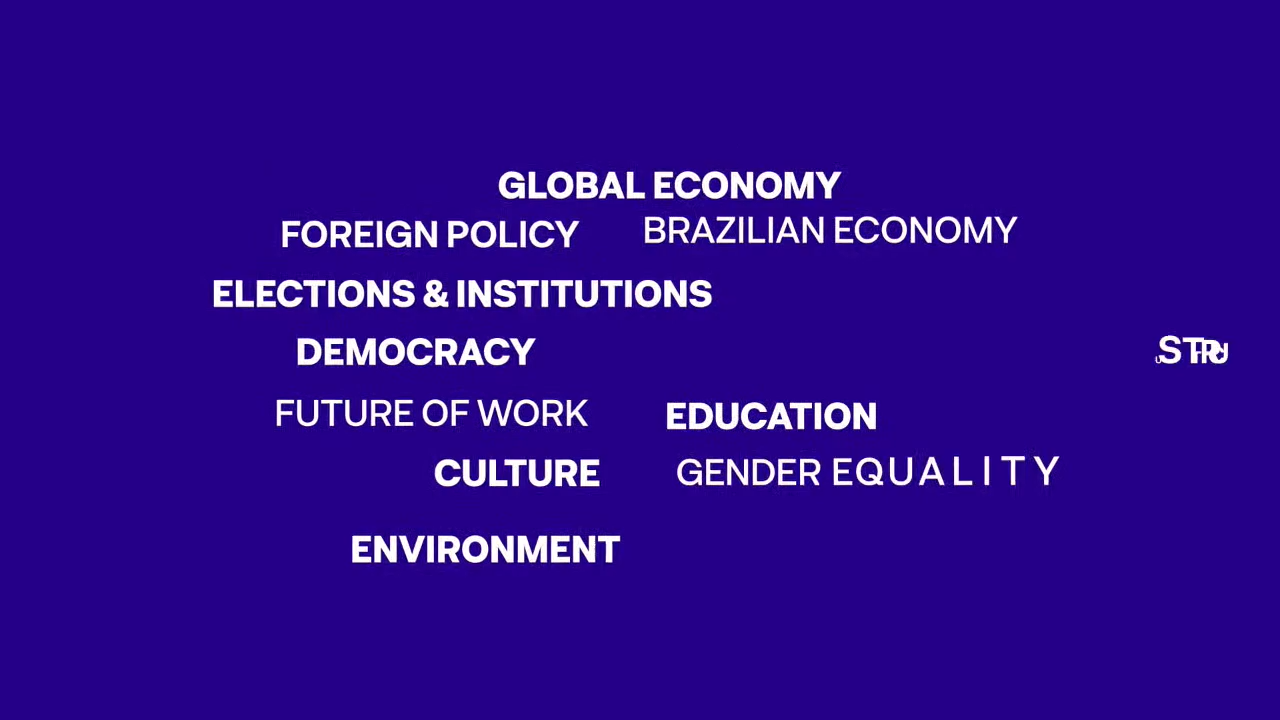 GLOBAL ECONOMY
FOREIGN POLICY
BRAZILIAN ECONOMY
ELECTIONS & INSTITUTIONS
DEMOCRACY
FUTURE OF WORK
EDUCATION
CULTURE
GENDER EQUALITY
ENVIRONMENT